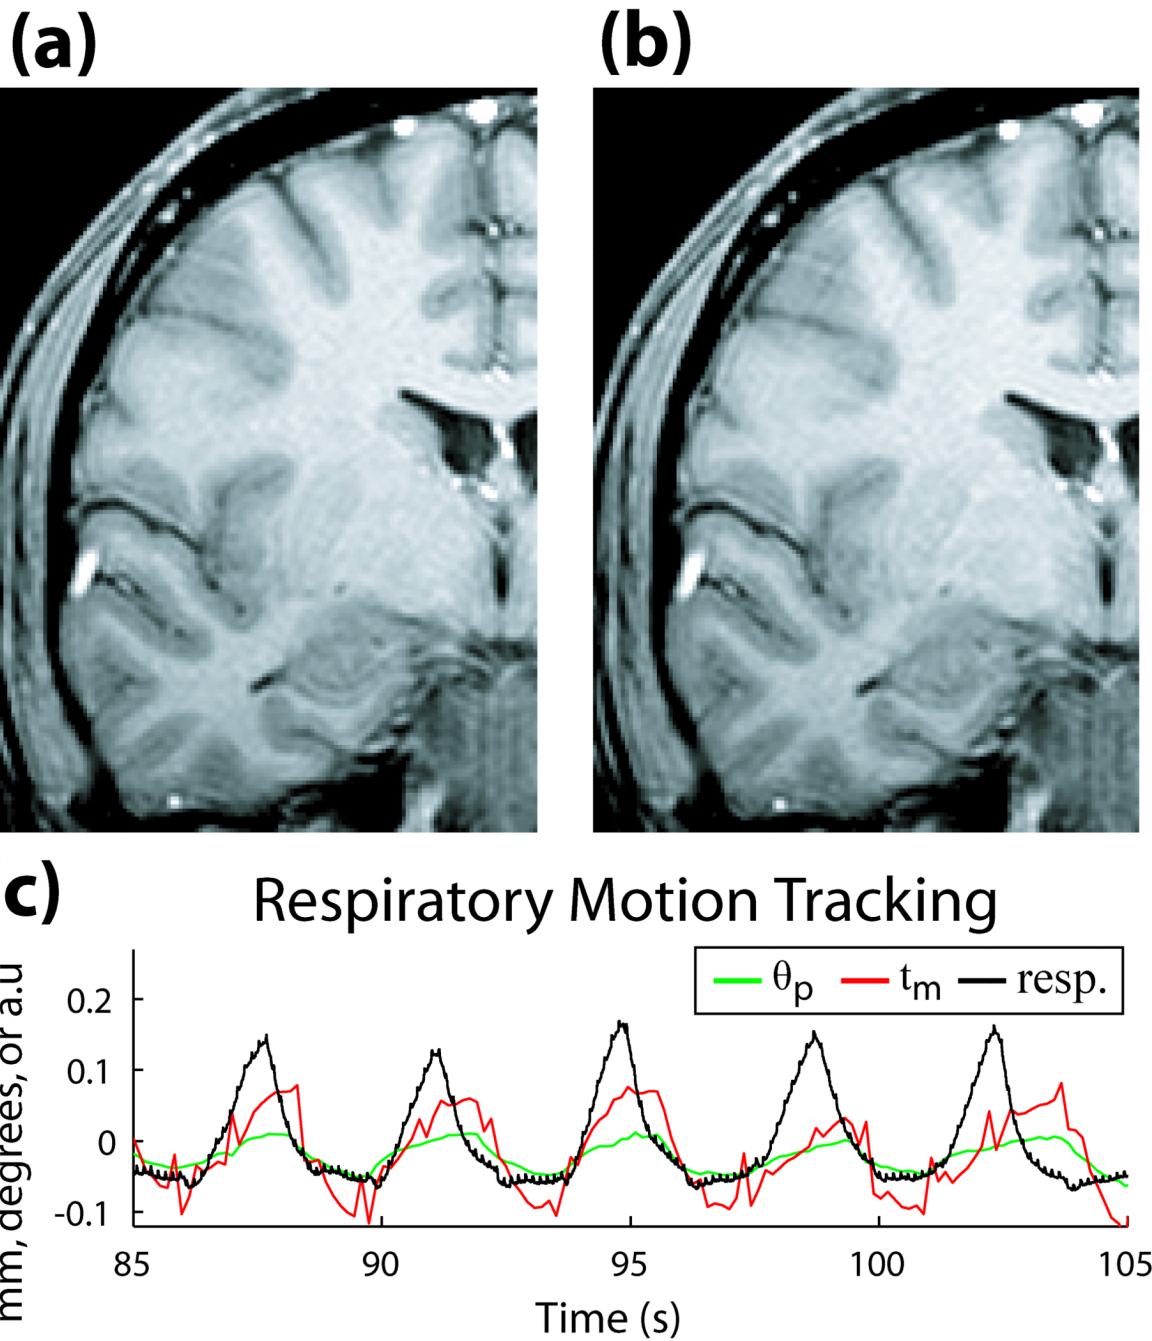 (a)
(b)
c)
Respiratory Motion Tracking
mm, degrees, or a.u
θp tm resp.
0.2
0.1
0
-0.1
85 90 95 100 105
Time (s)